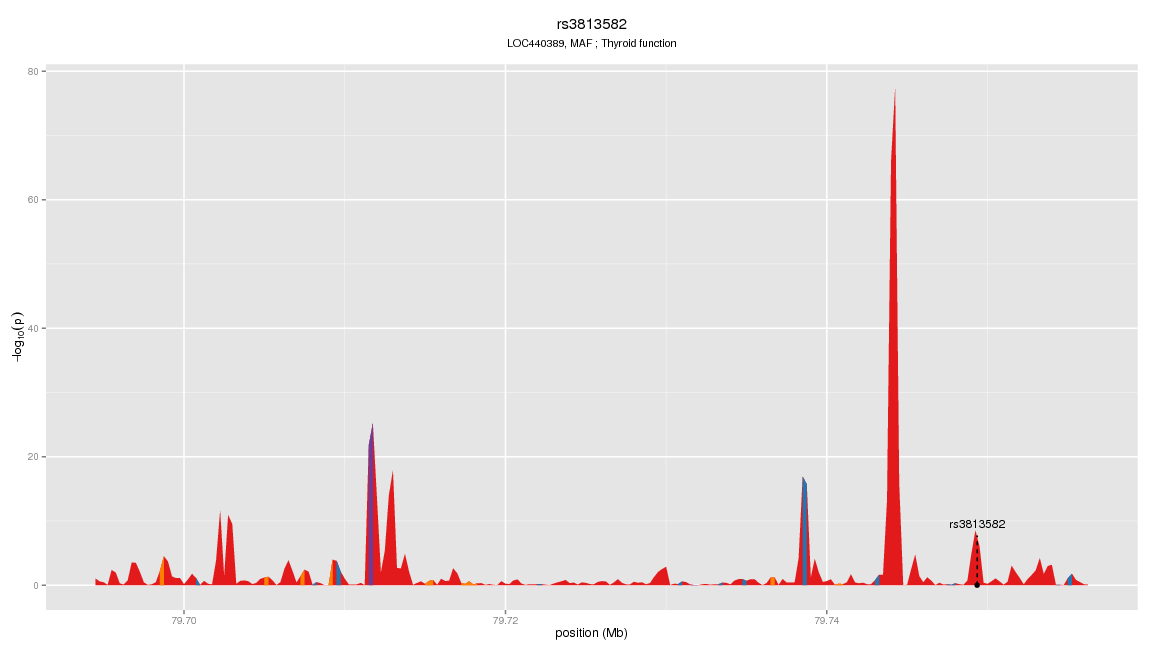 rs3813582
LOC440389, MAF ; Thyroid function
80
60
40
20
0
−log10(p)
rs3813582
79.70
79.72
79.74
position (Mb)